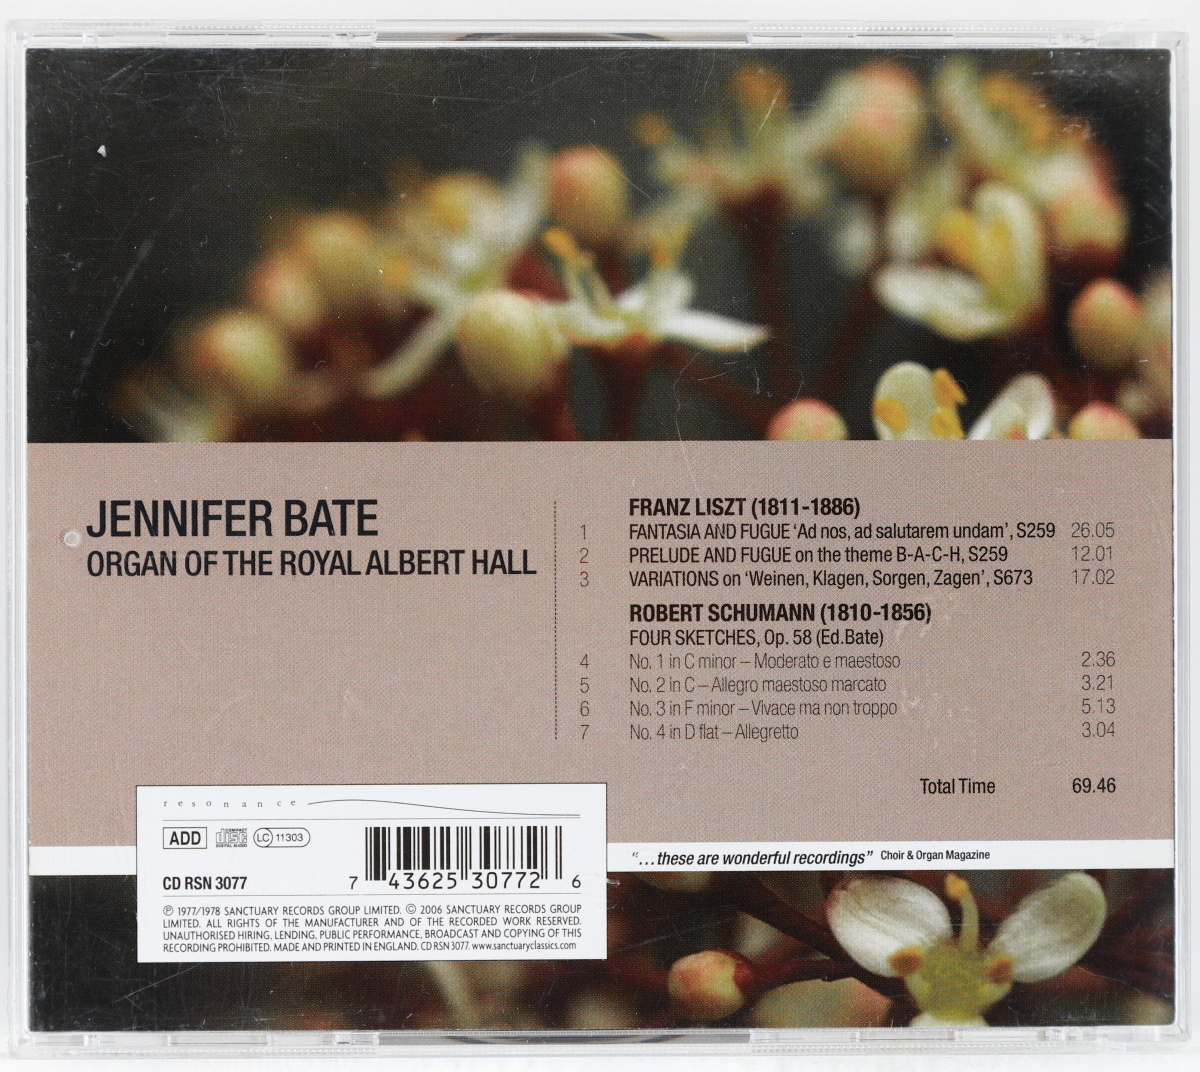 JENNIFER BATE
ORGAN OF THE ROYAL ALBERT HALL
FRANZ LISZT (1811-1886)
1 FANTASIA AND FUGUE ‘Ad nos, ad salutarem undam’, S259 26.05
2 PRELUDE AND FUGUE on the theme B-A-C-H, S259 12.01
3 VARIATIONS on ‘Weinen, Klagen, Sorgen, Zagen’, S673 17.02
ROBERT SCHUMANN (1810-1856)
FOUR SKETCHES, Op. 58 (Ed.Bate)
4 No. 1 in C minor – Moderato e maestoso 2.36
5 No. 2 in C – Allegro maestoso marcato 3.21
6 No. 3 in F minor – Vivace ma non troppo 5.13
7 No. 4 in D flat – Allegretto 3.04
Total Time 69.46
“...these are wonderful recordings” Choir & Organ Magazine
resonance
ADD COMPACT disc DIGITAL AUDIO LC 11303
CD RSN 3077
7 43625 30772 6
℗ 1977/1978 SANCTUARY RECORDS GROUP LIMITED. © 2006 SANCTUARY RECORDS GROUP
LIMITED. ALL RIGHTS OF THE MANUFACTURER AND OF THE RECORDED WORK RESERVED.
UNAUTHORISED HIRING, LENDING, PUBLIC PERFORMANCE, BROADCAST AND COPYING OF THIS
RECORDING PROHIBITED. MADE AND PRINTED IN ENGLAND. CD RSN 3077. www.sanctuaryclassics.com